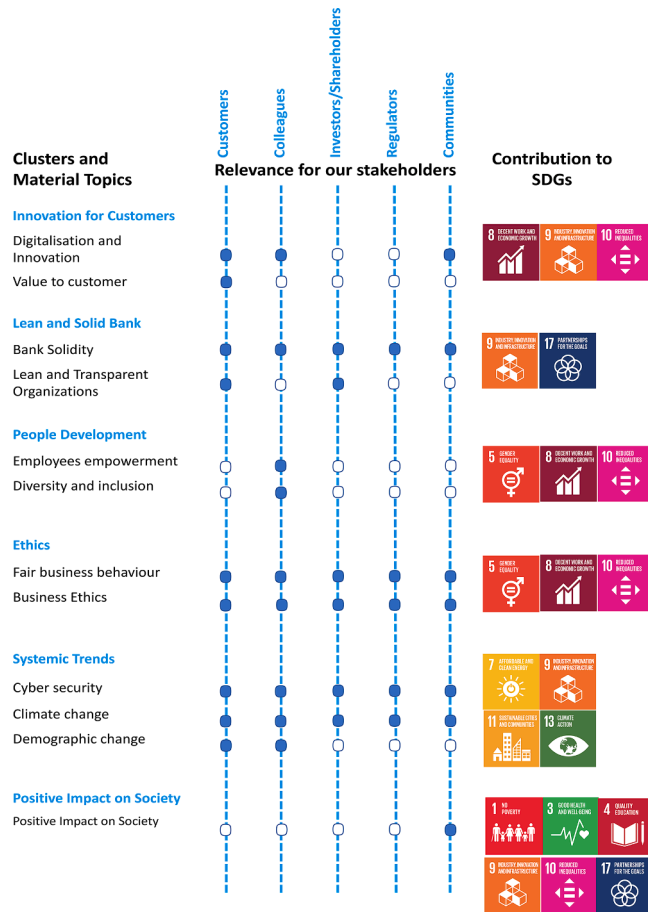 Customers
Colleagues
Investors/Shareholders
Regulators
Communities
Clusters and
Material Topics
Relevance for our stakeholders
Contribution to
SDGs
Innovation for Customers
Digitalisation and
Innovation
Value to customer
8 DECENT WORK AND
ECONOMIC GROWTH
9 INDUSTRY, INNOVATION
AND INFRASTRUCTURE
10 REDUCED
INEQUALITIES
Lean and Solid Bank
Bank Solidity
Lean and Transparent
Organizations
9 INDUSTRY, INNOVATION
AND INFRASTRUCTURE
17 PARTNERSHIPS
FOR THE GOALS
People Development
Employees empowerment
Diversity and inclusion
5 GENDER
EQUALITY
8 DECENT WORK AND
ECONOMIC GROWTH
10 REDUCED
INEQUALITIES
Ethics
Fair business behaviour
Business Ethics
5 GENDER
EQUALITY
8 DECENT WORK AND
ECONOMIC GROWTH
10 REDUCED
INEQUALITIES
Systemic Trends
Cyber security
Climate change
Demographic change
7 AFFORDABLE AND
CLEAN ENERGY
9 INDUSTRY, INNOVATION
AND INFRASTRUCTURE
11 SUSTAINABLE CITIES
AND COMMUNITIES
13 CLIMATE
ACTION
Positive Impact on Society
Positive Impact on Society
1 NO
POVERTY
3 GOOD HEALTH
AND WELL-BEING
4 QUALITY
EDUCATION
9 INDUSTRY, INNOVATION
AND INFRASTRUCTURE
10 REDUCED
INEQUALITIES
17 PARTNERSHIPS
FOR THE GOALS